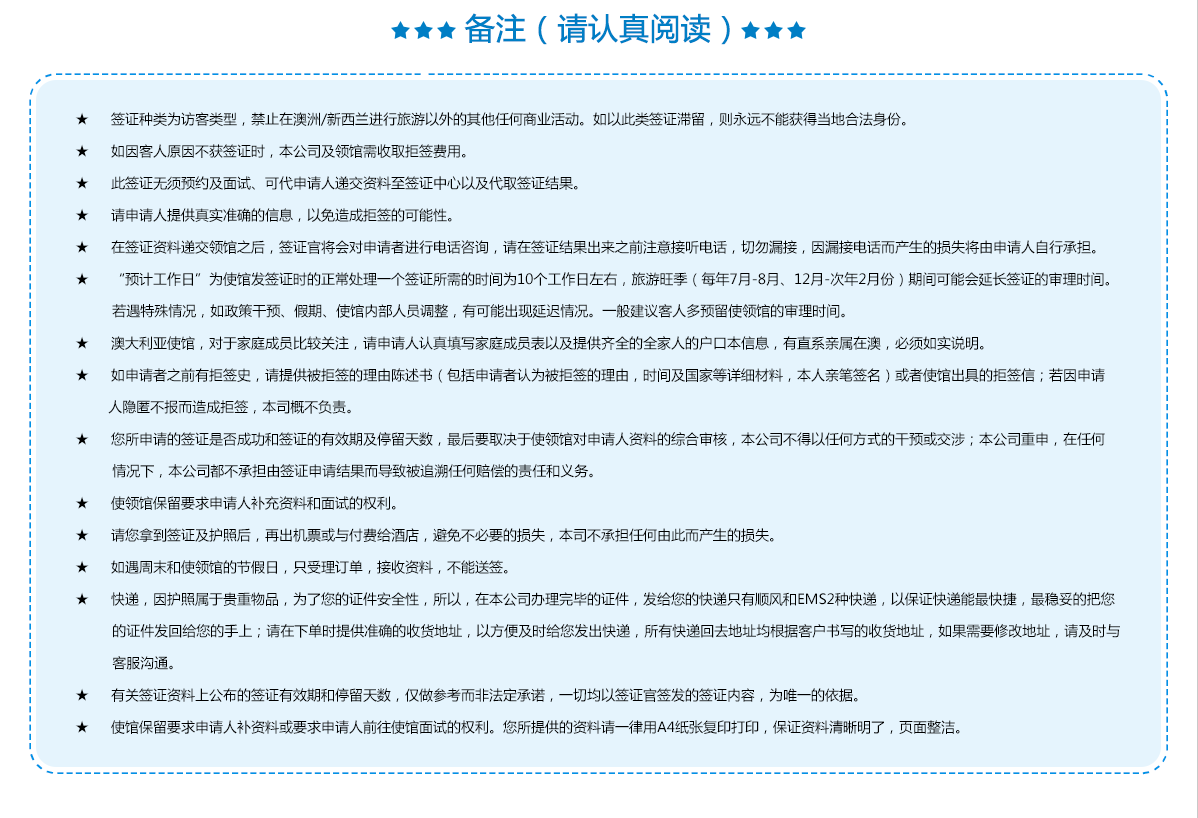 ★★★ 备注（请认真阅读）★★★
★ 签证种类为访客类型，禁止在澳洲/新西兰进行旅游以外的其他任何商业活动。如以此类签证滞留，则永远不能获得当地合法身份。
★ 如因客人原因不获签证时，本公司及领馆需收取拒签费用。
★ 此签证无须预约及面试、可代申请人递交资料至签证中心以及代取签证结果。
★ 请申请人提供真实准确的信息，以免造成拒签的可能性。
★ 在签证资料递交领馆之后，签证官将会对申请者进行电话咨询，请在签证结果出来之前注意接听电话，切勿漏接，因漏接电话而产生的损失将由申请人自行承担。
★ “预计工作日”为使馆发签证时的正常处理一个签证所需的时间为10个工作日左右，旅游旺季（每年7月-8月、12月-次年2月份）期间可能会延长签证的审理时间。
若遇特殊情况，如政策干预、假期、使馆内部人员调整，有可能出现延迟情况。一般建议客人多预留使领馆的审理时间。
★ 澳大利亚使馆，对于家庭成员比较关注，请申请人认真填写家庭成员表以及提供齐全的全家人的户口本信息，有直系亲属在澳，必须如实说明。
★ 如申请者之前有拒签史，请提供被拒签的理由陈述书（包括申请者认为被拒签的理由，时间及国家等详细材料，本人亲笔签名）或者使馆出具的拒签信；若因申请
人隐匿不报而造成拒签，本司概不负责。
★ 您所申请的签证是否成功和签证的有效期及停留天数，最后要取决于使领馆对申请人资料的综合审核，本公司不得以任何方式的干预或交涉；本公司重申，在任何
情况下，本公司都不承担由签证申请结果而导致被追溯任何赔偿的责任和义务。
★ 使领馆保留要求申请人补充资料和面试的权利。
★ 请您拿到签证及护照后，再出机票或与付费给酒店，避免不必要的损失，本司不承担任何由此而产生的损失。
★ 如遇周末和使领馆的节假日，只受理订单，接收资料，不能送签。
★ 快递，因护照属于贵重物品，为了您的证件安全性，所以，在本公司办理完毕的证件，发给您的快递只有顺风和EMS2种快递，以保证快递能最快捷，最稳妥的把您
的证件发回给您的手上；请在下单时提供准确的收货地址，以方便及时给您发出快递，所有快递回去地址均根据客户书写的收货地址，如果需要修改地址，请及时与
客服沟通。
★ 有关签证资料上公布的签证有效期和停留天数，仅做参考而非法定承诺，一切均以签证官签发的签证内容，为唯一的依据。
★ 使馆保留要求申请人补资料或要求申请人前往使馆面试的权利。您所提供的资料请一律用A4纸张复印打印，保证资料清晰明了，页面整洁。